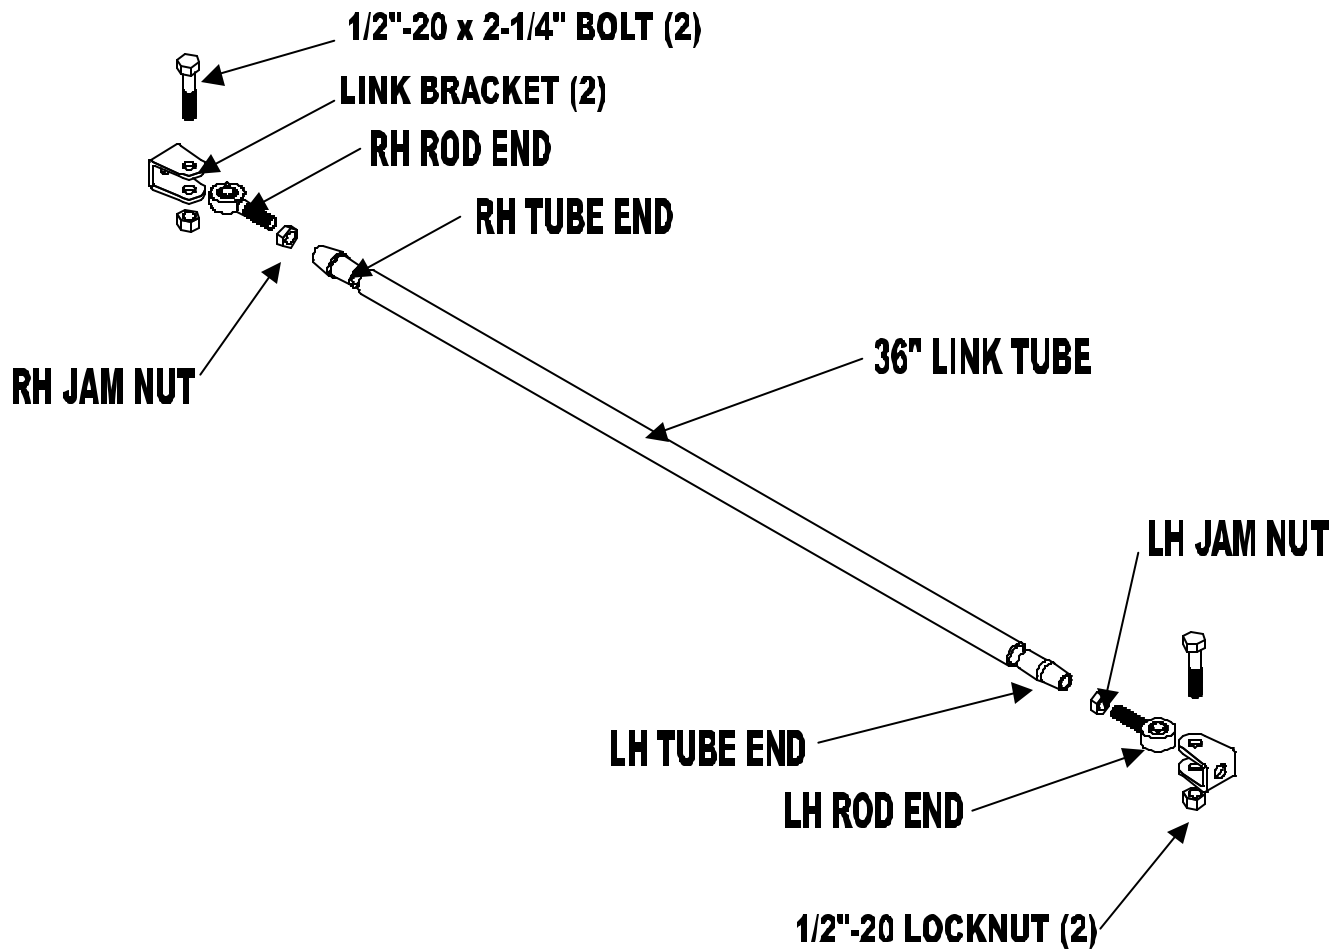 1/2"-20 x 2-1/4" BOLT (2)
LINK BRACKET (2)
RH ROD END
RH TUBE END
36" LINK TUBE
RH JAM NUT
LH JAM NUT
LH TUBE END
LH ROD END
1/2"-20 LOCKNUT (2)